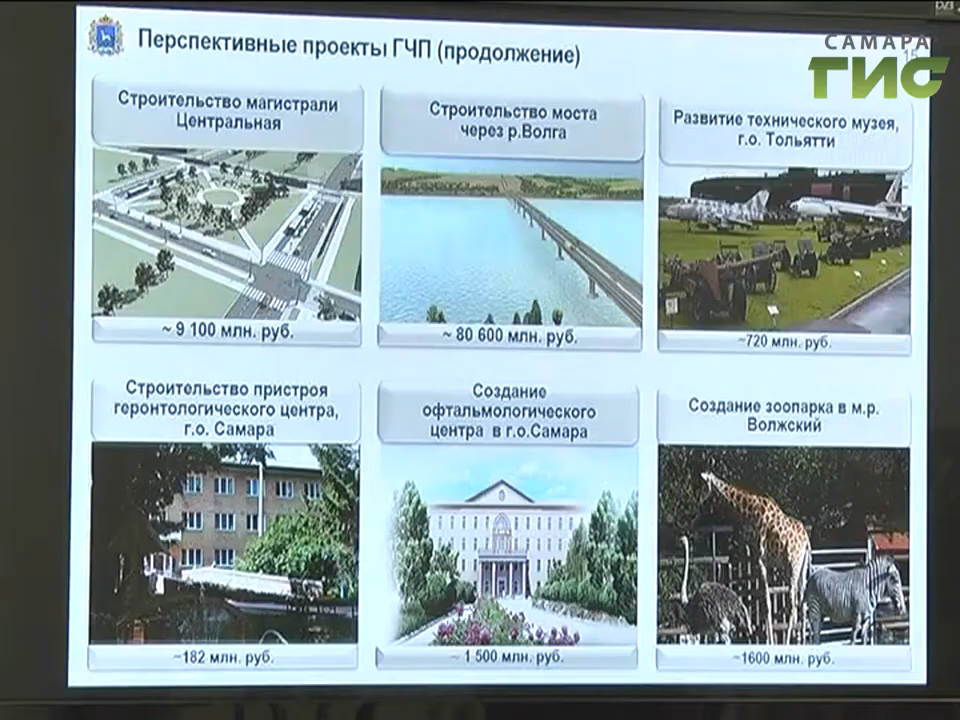 Перспективные проекты ГЧП (продолжение)
САМАРА
ГИС
Строительство магистрали
Центральная
~ 9 100 млн. руб.
Строительство моста
через р.Волга
~ 80 600 млн. руб.
Развитие технического музея,
г.о. Тольятти
~720 млн. руб.
Строительство пристроя
геронтологического центра,
г.о. Самара
~182 млн. руб.
Создание
офтальмологического
центра в г.о.Самара
~ 1 500 млн. руб.
Создание зоопарка в м.р.
Волжский
~1600 млн. руб.